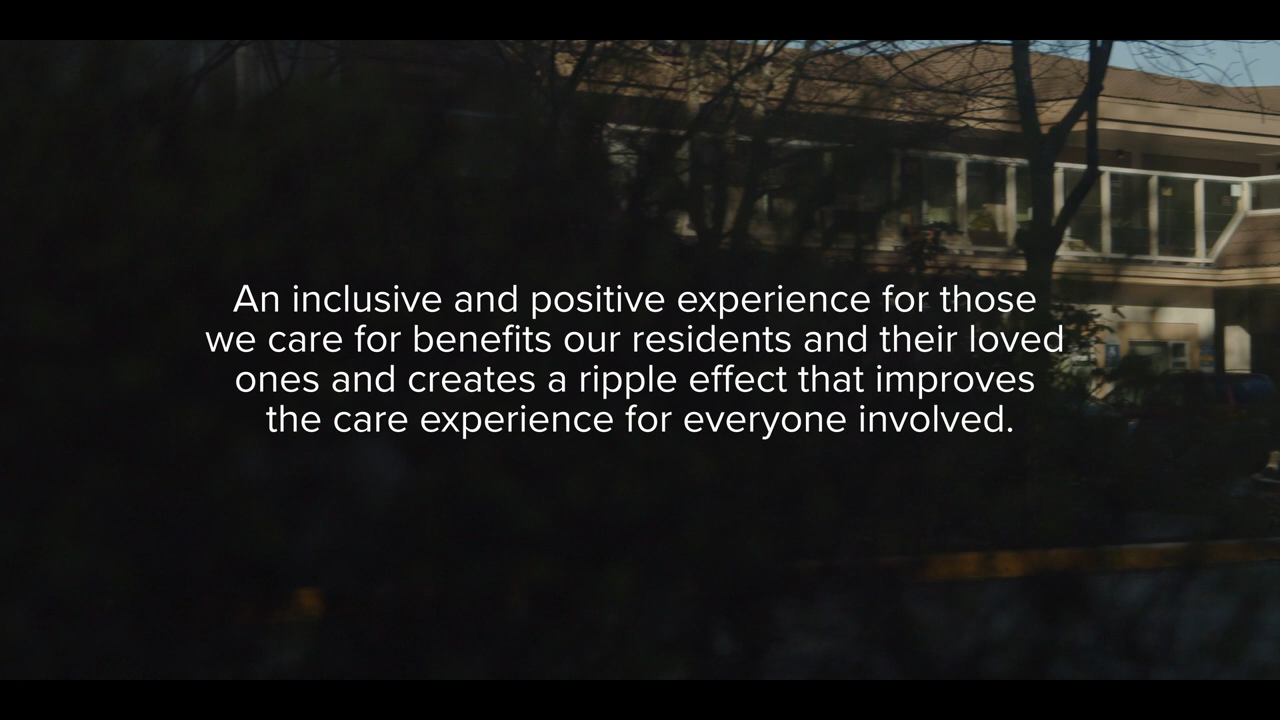 An inclusive and positive experience for those
we care for benefits our residents and their loved
ones and creates a ripple effect that improves
the care experience for everyone involved.